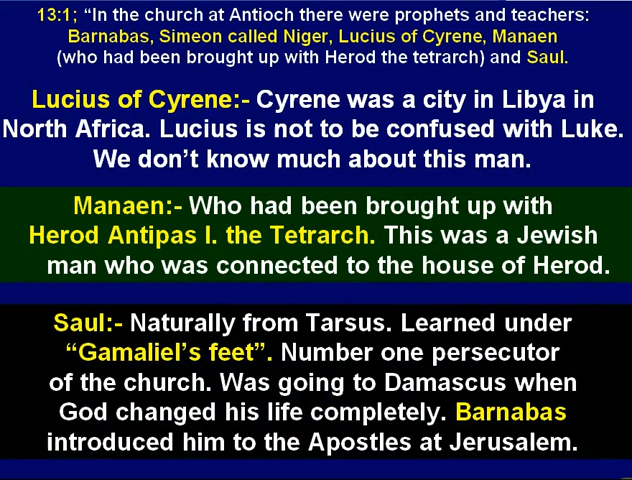 13:1; “In the church at Antioch there were prophets and teachers:
Barnabas, Simeon called Niger, Lucius of Cyrene, Manaen
(who had been brought up with Herod the tetrarch) and Saul.
Lucius of Cyrene:- Cyrene was a city in Libya in
North Africa. Lucius is not to be confused with Luke.
We don’t know much about this man.
Manaen:- Who had been brought up with
Herod Antipas I. the Tetrarch. This was a Jewish
man who was connected to the house of Herod.
Saul:- Naturally from Tarsus. Learned under
“Gamaliel’s feet”. Number one persecutor
of the church. Was going to Damascus when
God changed his life completely. Barnabas
introduced him to the Apostles at Jerusalem.